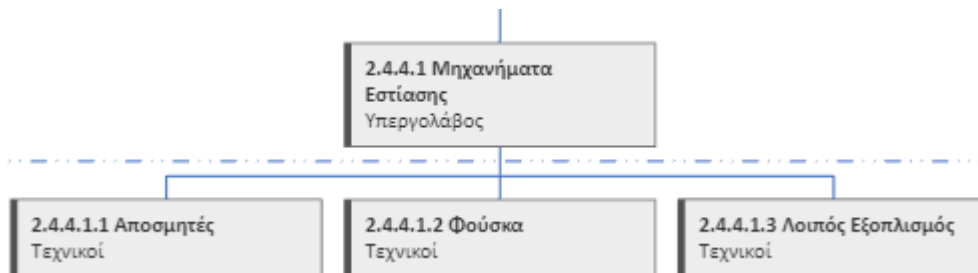 2.4.4.1 Μηχανήματα
Εστίασης
Υπεργολάβος
2.4.4.1.1 Αποσμητές
Τεχνικοί
2.4.4.1.2 Φούσκα
Τεχνικοί
2.4.4.1.3 Λοιπός Εξοπλισμός
Τεχνικοί